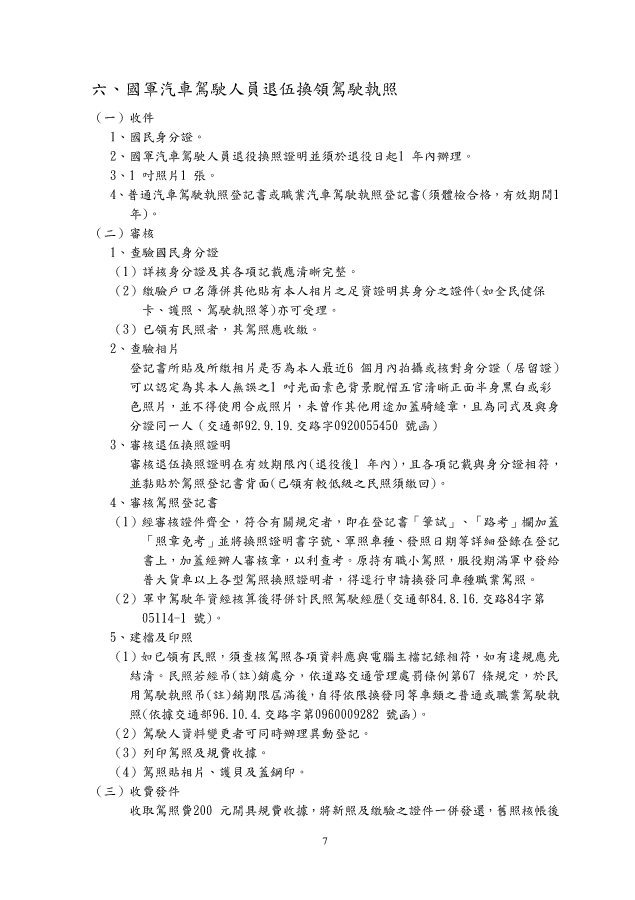 六、國軍汽車駕駛人員退伍換領駕駛執照
（一）收件
1、國民身分證。
2、國軍汽車駕駛人員退役換照證明並須於退役日起1 年內辦理。
3、1 吋照片1 張。
4、普通汽車駕駛執照登記書或職業汽車駕駛執照登記書(須體檢合格，有效期間1
年)。
（二）審核
1、查驗國民身分證
（1）詳核身分證及其各項記載應清晰完整。
（2）繳驗戶口名簿併其他貼有本人相片之足資證明其身分之證件(如全民健保
卡、護照、駕駛執照等)亦可受理。
（3）已領有民照者，其駕照應收繳。
2、查驗相片
登記書所貼及所繳相片是否為本人最近6 個月內拍攝或核對身分證（居留證）
可以認定為其本人無誤之1 吋光面素色背景脫帽五官清晰正面半身黑白或彩
色照片，並不得使用合成照片，未曾作其他用途加蓋騎縫章，且為同式及與身
分證同一人（交通部92.9.19.交路字0920055450 號函）
3、審核退伍換照證明
審核退伍換照證明在有效期限內(退役後1 年內)，且各項記載與身分證相符，
並黏貼於駕照登記書背面(已領有較低級之民照須繳回)。
4、審核駕照登記書
（1）經審核證件齊全，符合有關規定者，即在登記書「筆試」、「路考」欄加蓋
「照章免考」並將換照證明書字號、軍照車種、發照日期等詳細登錄在登記
書上，加蓋經辦人審核章，以利查考。原持有職小駕照，服役期滿軍中發給
普大貨車以上各型駕照換照證明者，得逕行申請換發同車種職業駕照。
（2）軍中駕駛年資經核算後得併計民照駕駛經歷(交通部84.8.16.交路84字第
05114-1 號)。
5、建檔及印照
（1）如已領有民照，須查核駕照各項資料應與電腦主檔記錄相符，如有違規應先
結清。民照若經吊(註)銷處分，依道路交通管理處罰條例第67 條規定，於民
用駕駛執照吊(註)銷期限屆滿後，自得依限換發同等車類之普通或職業駕駛執
照(依據交通部96.10.4.交路字第0960009282 號函)。
（2）駕駛人資料變更者可同時辦理異動登記。
（3）列印駕照及規費收據。
（4）駕照貼相片、護貝及蓋鋼印。
（三）收費發件
收取駕照費200 元開具規費收據，將新照及繳驗之證件一併發還，舊照核帳後
7